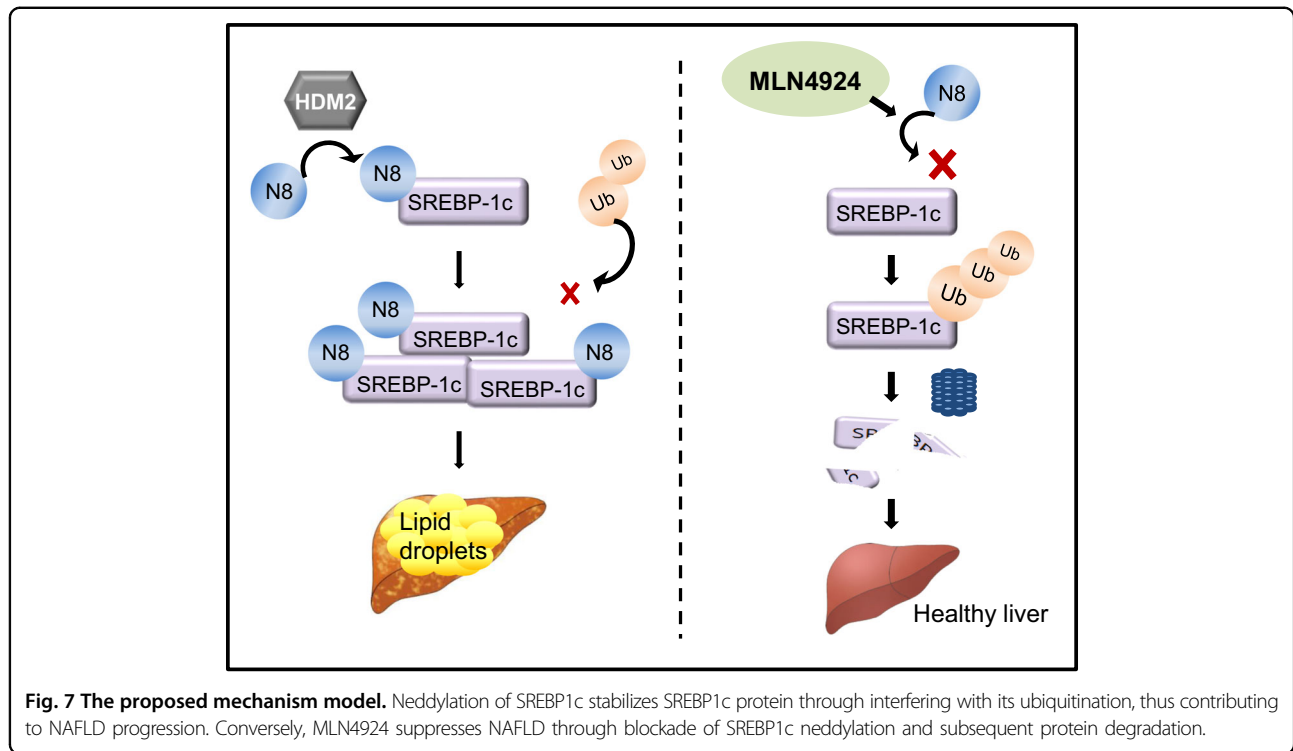 HDM2
N8
N8
SREBP-1c
Ub
Ub
N8
SREBP-1c
N8
SREBP-1c
N8
SREBP-1c
Lipid
droplets
MLN4924
N8
SREBP-1c
Ub
Ub
Ub
SREBP-1c
Healthy liver
Fig. 7 The proposed mechanism model. Neddylation of SREBP1c stabilizes SREBP1c protein through interfering with its ubiquitination, thus contributing
to NAFLD progression. Conversely, MLN4924 suppresses NAFLD through blockade of SREBP1c neddylation and subsequent protein degradation.